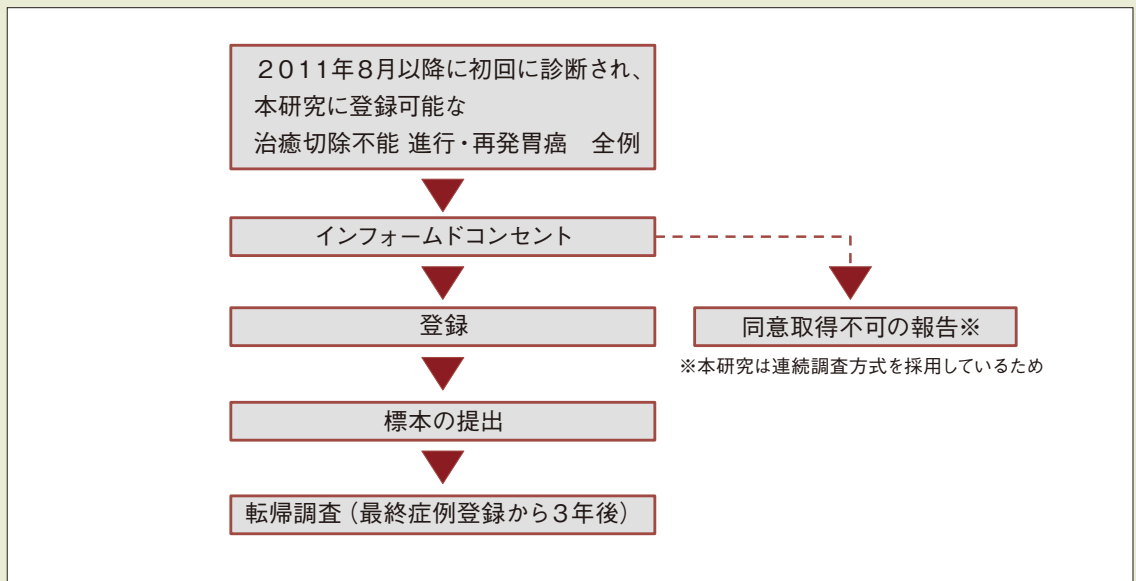 2011年8月以降に初回に診断され、
本研究に登録可能な
治癒切除不能 進行・再発胃癌　全例
インフォームドコンセント
登録
同意取得不可の報告※
※本研究は連続調査方式を採用しているため
標本の提出
転帰調査（最終症例登録から3年後）